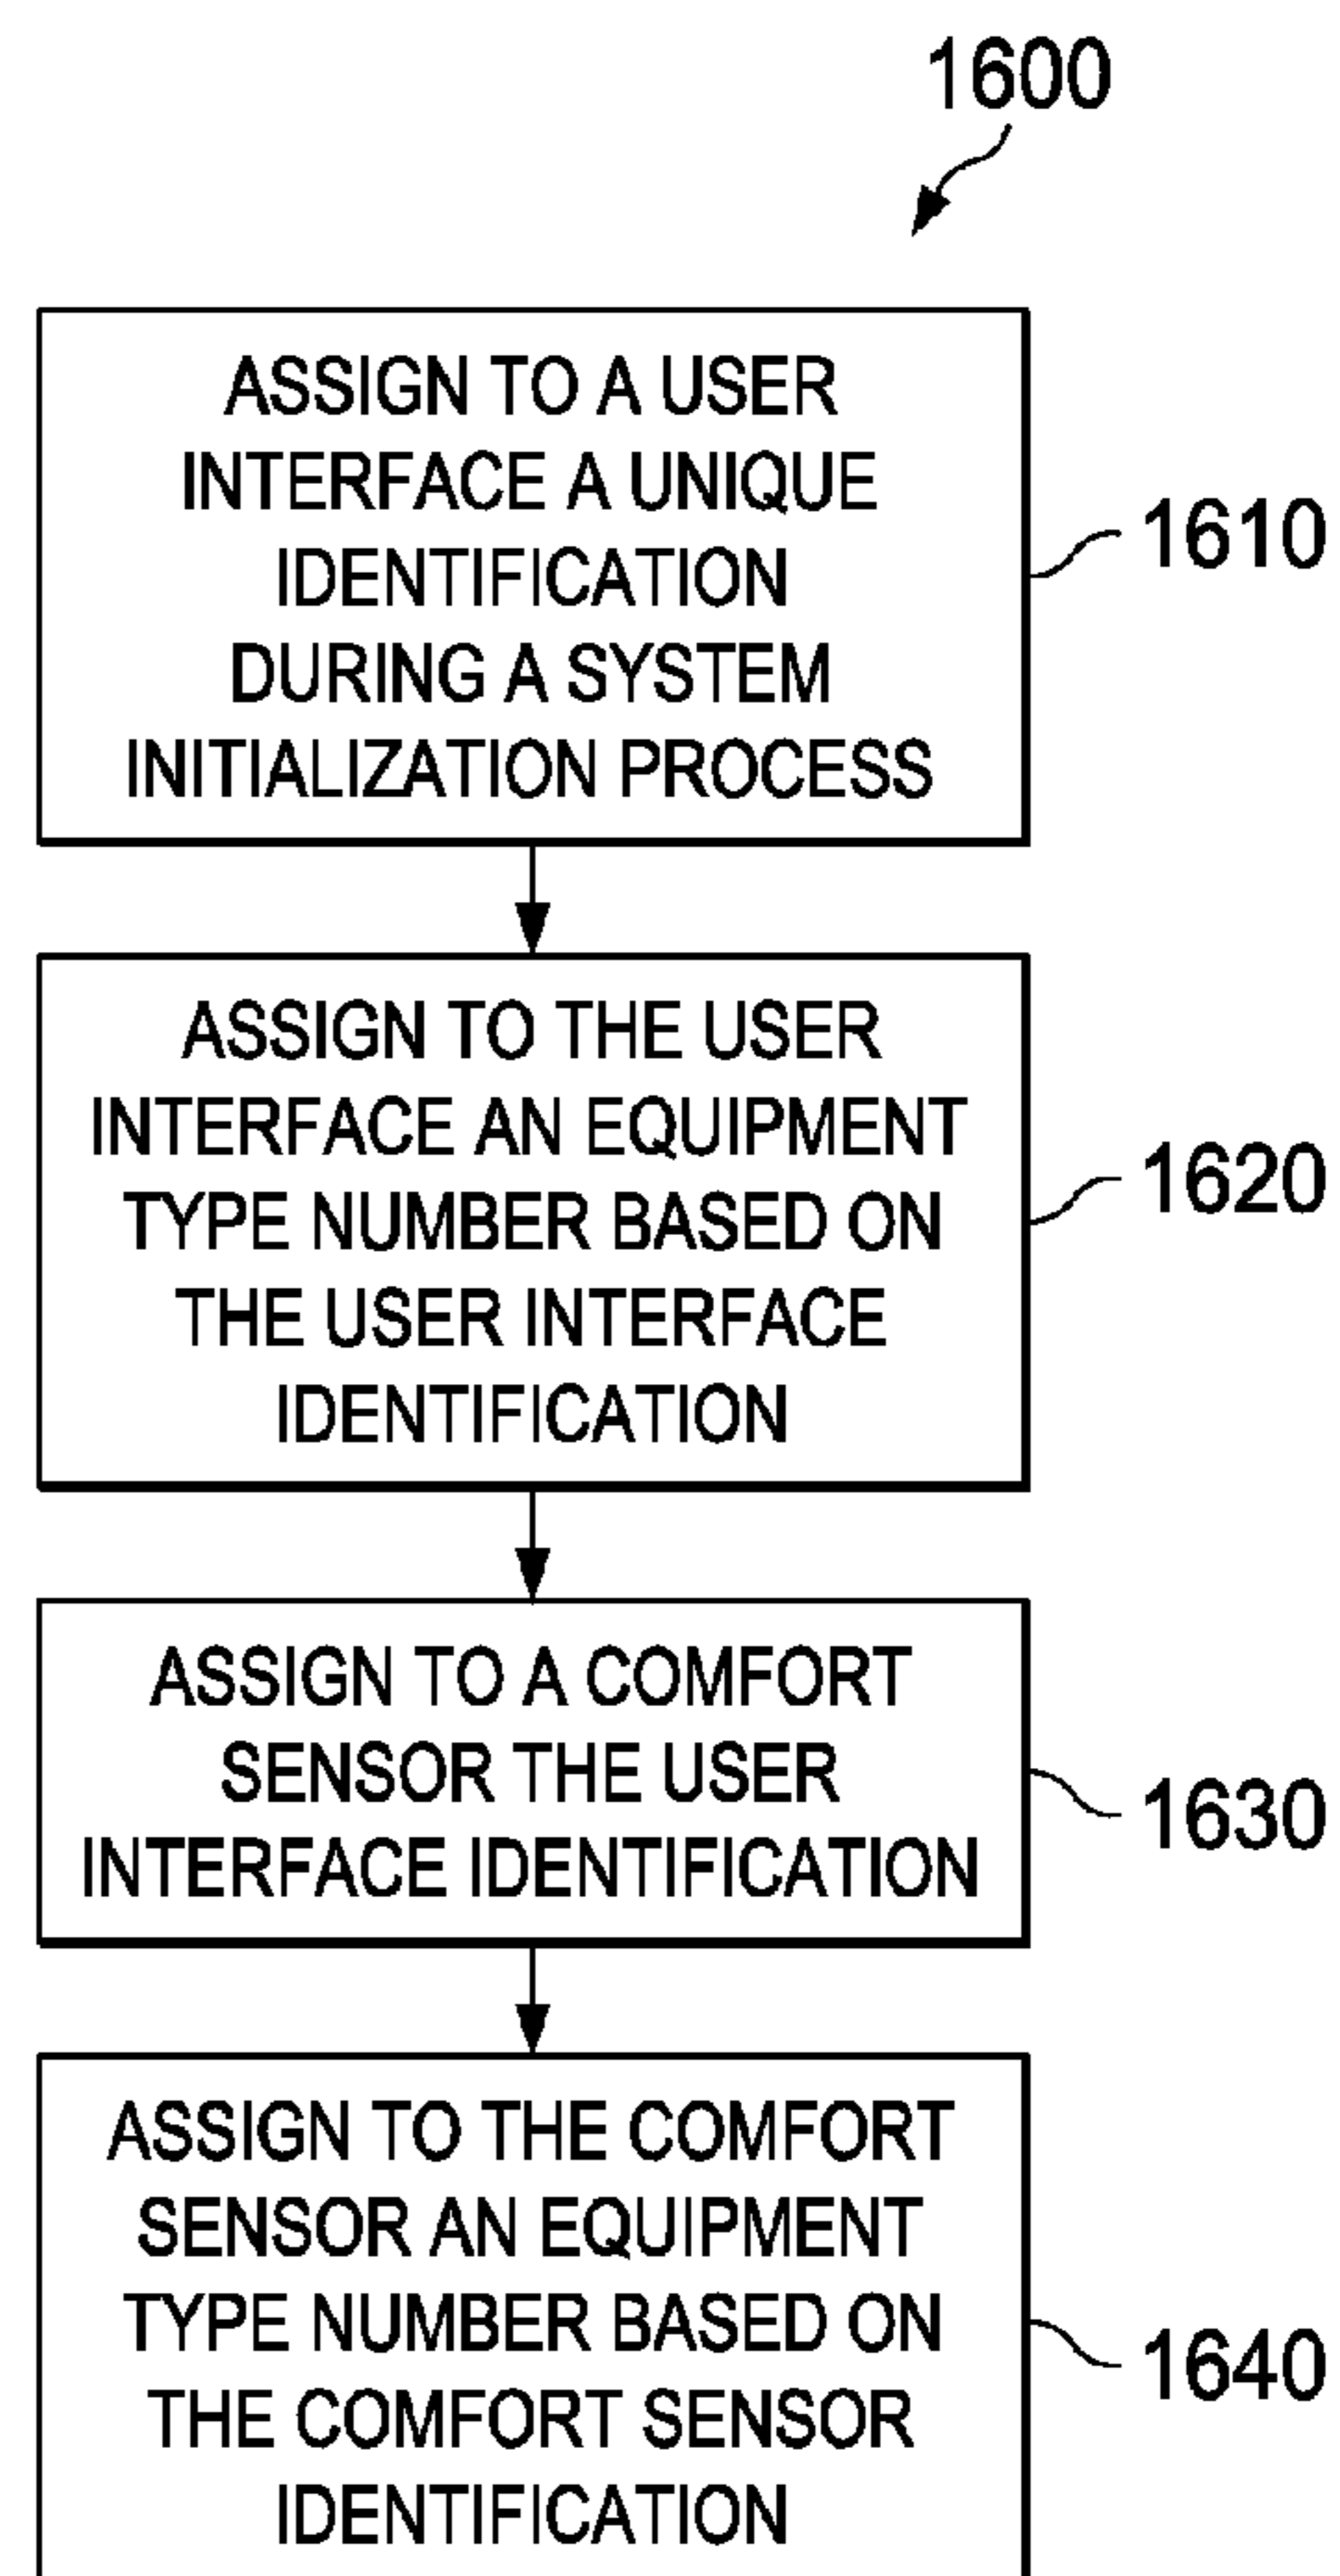 1600
ASSIGN TO A USER
INTERFACE A UNIQUE
IDENTIFICATION
DURING A SYSTEM
INITIALIZATION PROCESS
1610
ASSIGN TO THE USER
INTERFACE AN EQUIPMENT
TYPE NUMBER BASED ON
THE USER INTERFACE
IDENTIFICATION
1620
ASSIGN TO A COMFORT
SENSOR THE USER
INTERFACE IDENTIFICATION
1630
ASSIGN TO THE COMFORT
SENSOR AN EQUIPMENT
TYPE NUMBER BASED ON
THE COMFORT SENSOR
IDENTIFICATION
1640